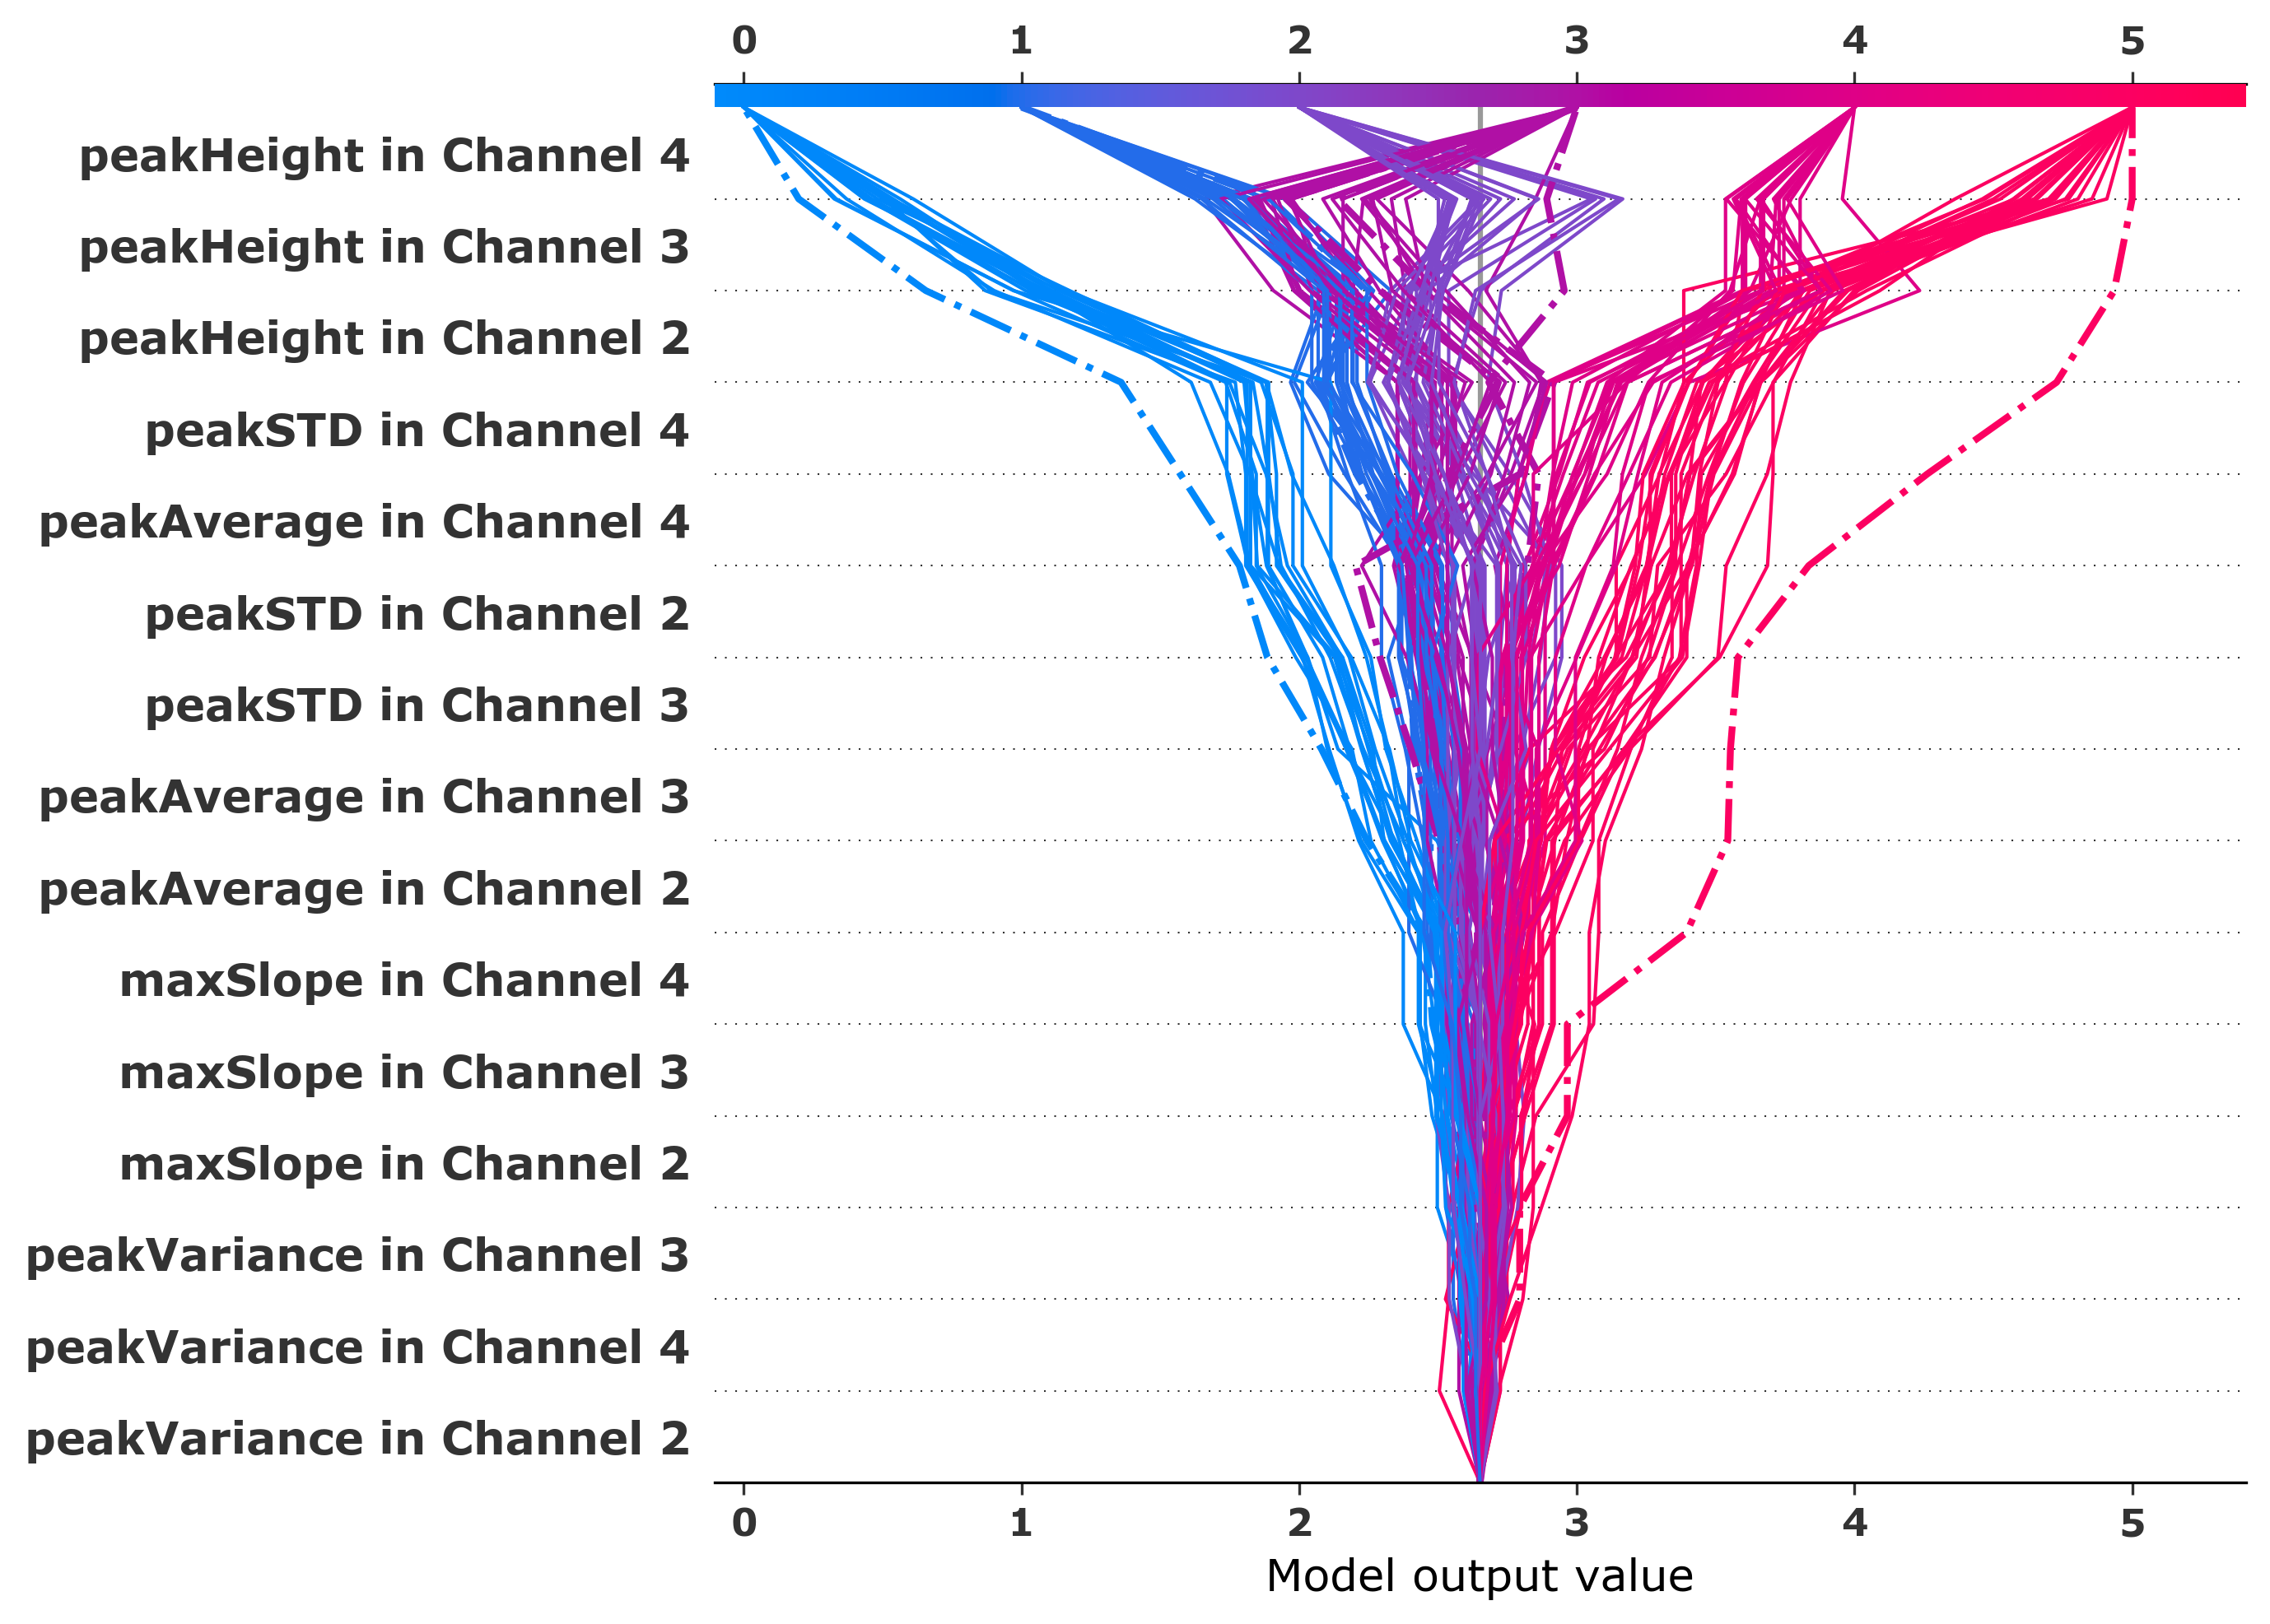 0 1 2 3 4 5
peakHeight in Channel 4
peakHeight in Channel 3
peakHeight in Channel 2
peakSTD in Channel 4
peakAverage in Channel 4
peakSTD in Channel 2
peakSTD in Channel 3
peakAverage in Channel 3
peakAverage in Channel 2
maxSlope in Channel 4
maxSlope in Channel 3
maxSlope in Channel 2
peakVariance in Channel 3
peakVariance in Channel 4
peakVariance in Channel 2
0 1 2 3 4 5
Model output value